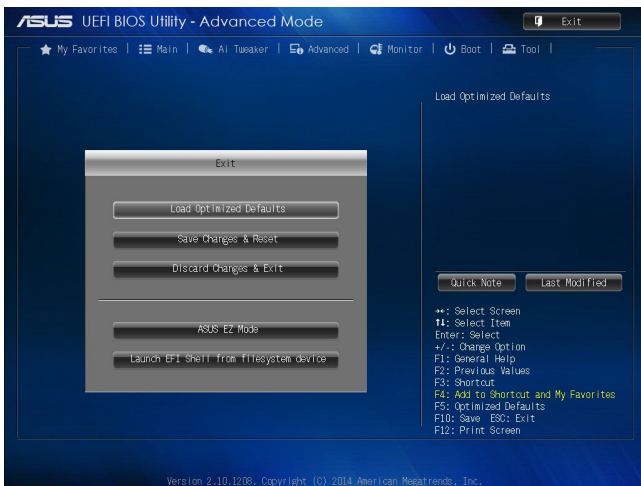 ASUS UEFI BIOS Utility - Advanced Mode
Exit
My Favorites | Main | Ai Tweaker | Advanced | Monitor | Boot | Tool |
Load Optimized Defaults
Exit
Load Optimized Defaults
Save Changes & Reset
Discard Changes & Exit
ASUS EZ Mode
Launch EFI Shell from filesystem device
Quick Note
Last Modified
→←: Select Screen
↑↓: Select Item
Enter: Select
+/-: Change Option
F1: General Help
F2: Previous Values
F3: Shortcut
F4: Add to Shortcut and My Favorites
F5: Optimized Defaults
F10: Save ESC: Exit
F12: Print Screen
Version 2.10.1208. Copyright (C) 2014 American Megatrends, Inc.